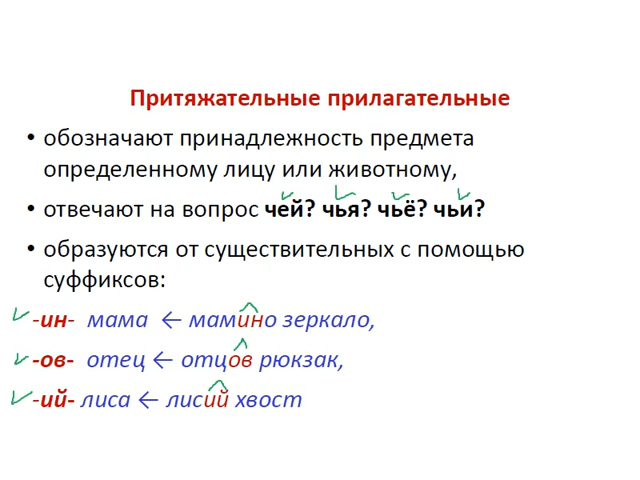 Притяжательные прилагательные
• обозначают принадлежность предмета
определенному лицу или животному,
• отвечают на вопрос чей? чья? чьё? чьи?
• образуются от существительных с помощью
суффиксов:
-ин- мама ← мамино зеркало,
-ов- отец ← отцов рюкзак,
-ий- лиса ← лисий хвост